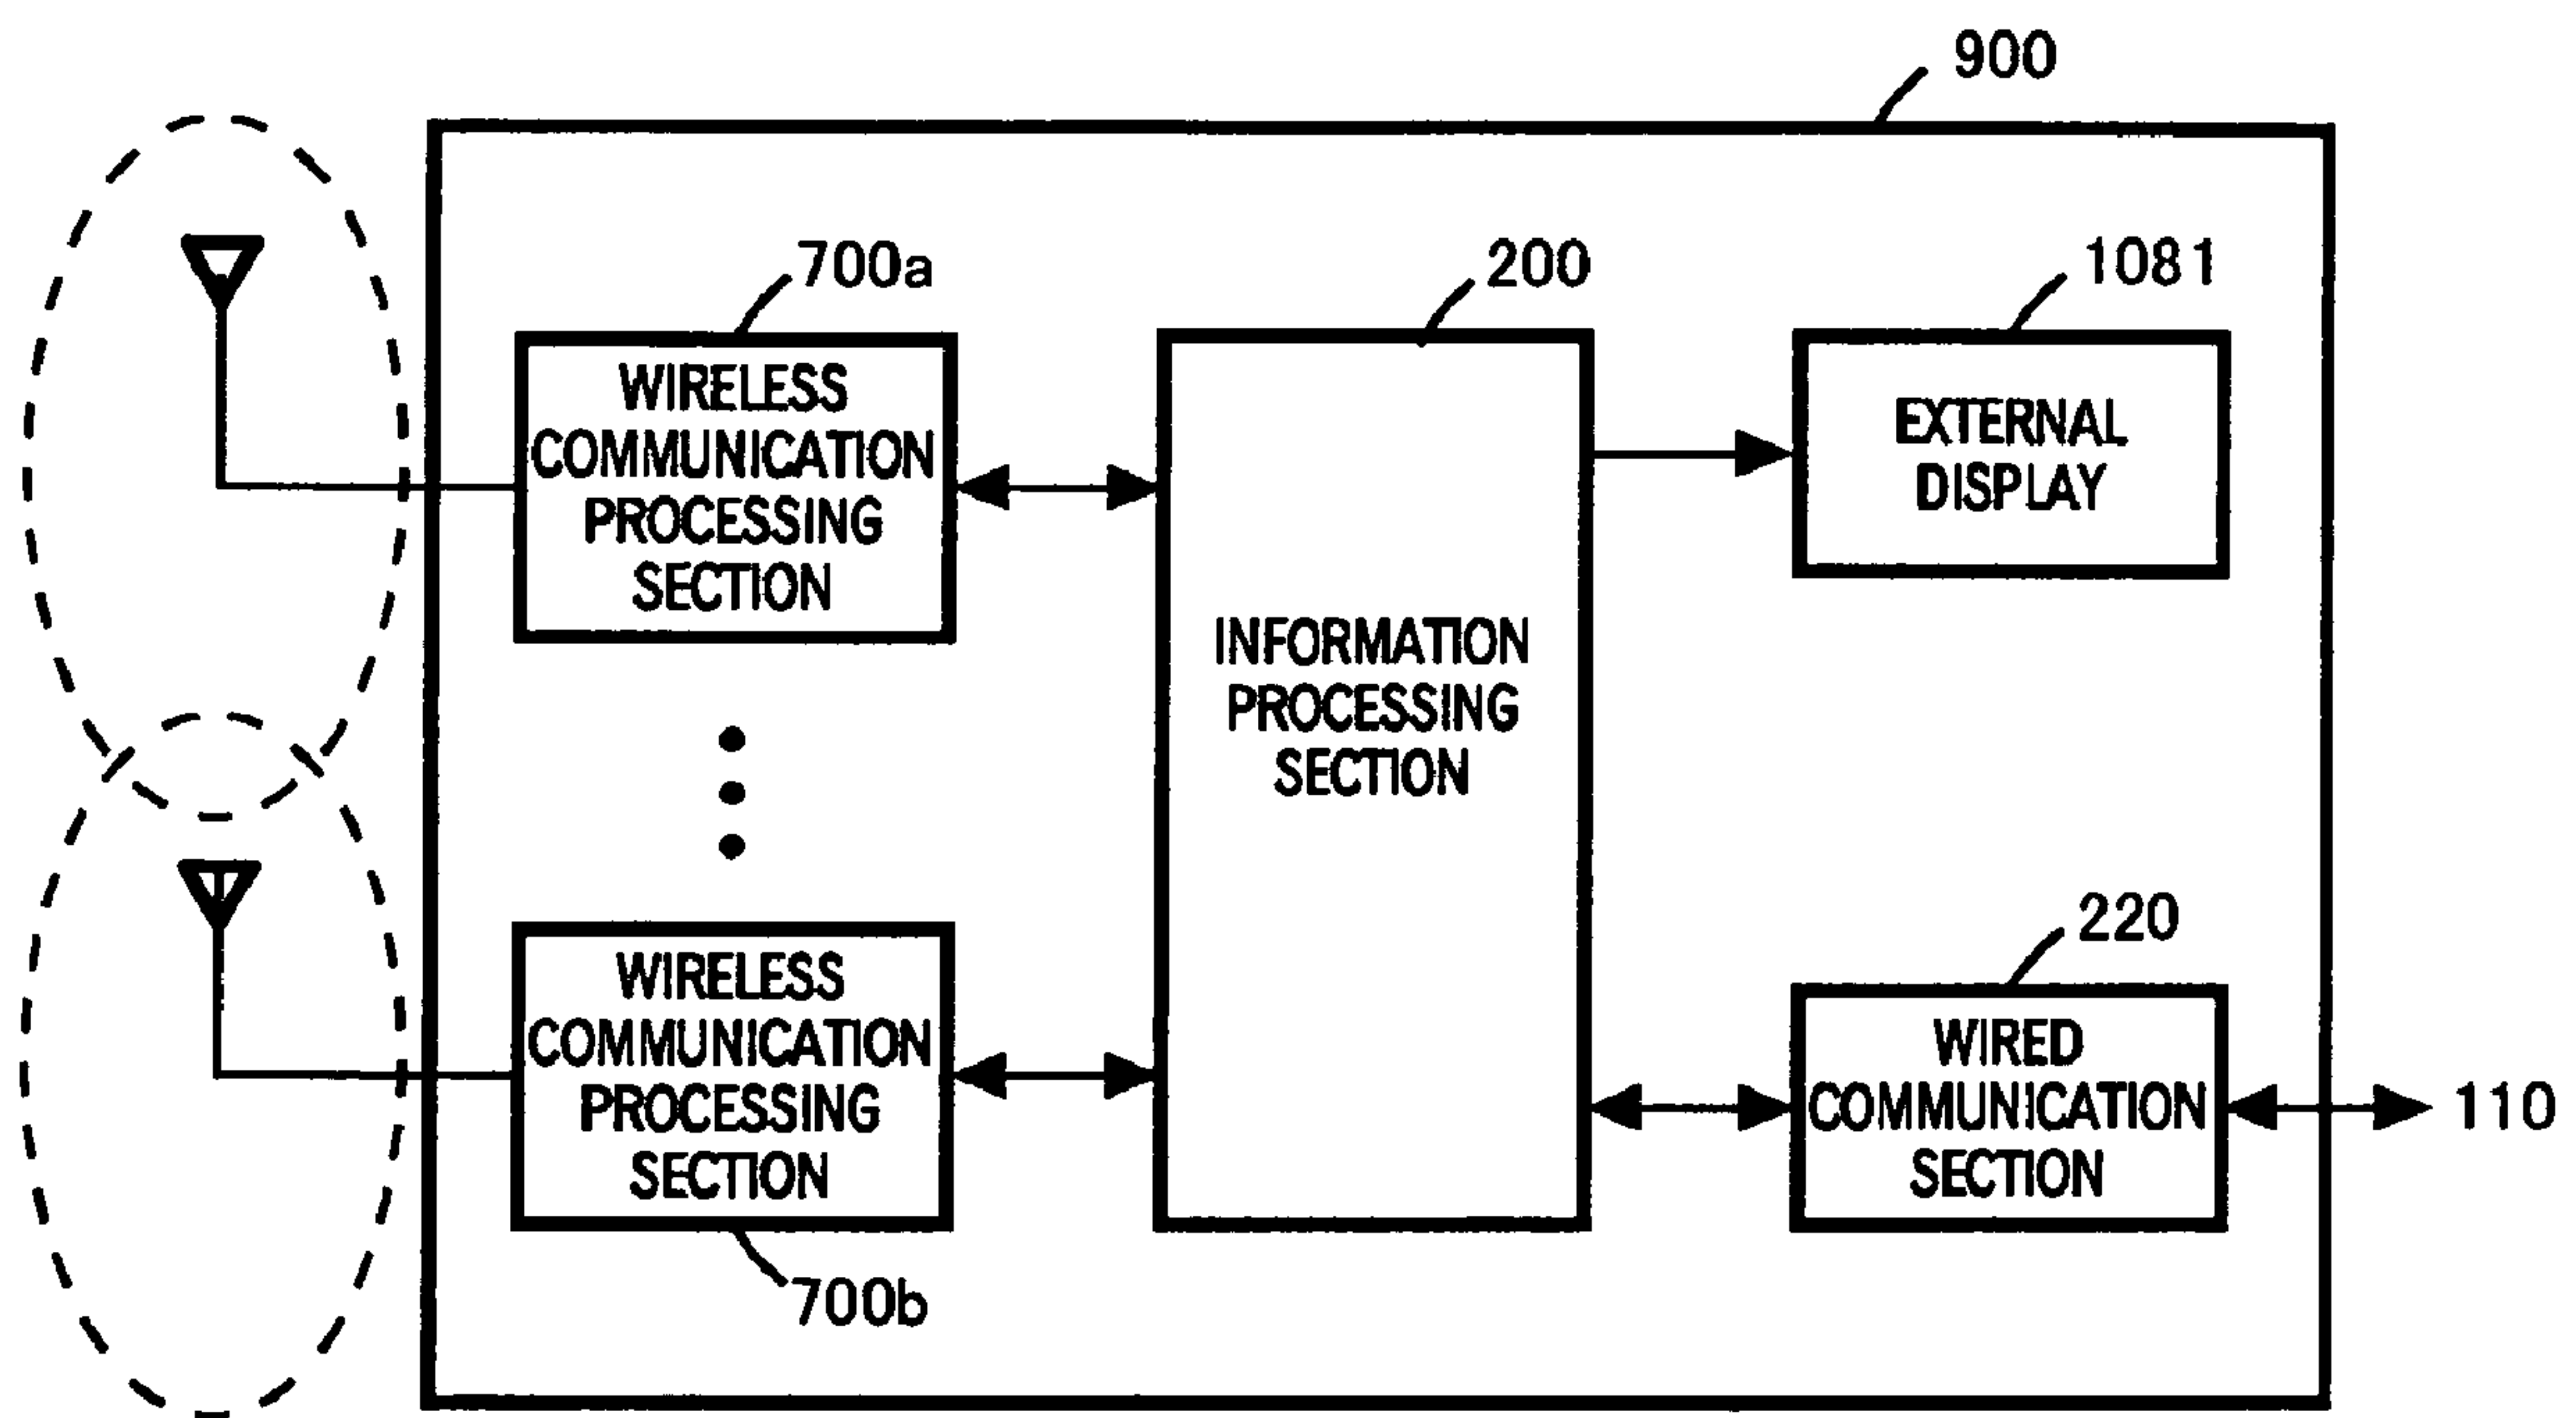 900
700a
WIRELESS
COMMUNICATION
PROCESSING
SECTION
200
INFORMATION
PROCESSING
SECTION
1081
EXTERNAL
DISPLAY
WIRELESS
COMMUNICATION
PROCESSING
SECTION
700b
220
WIRED
COMMUNICATION
SECTION
110